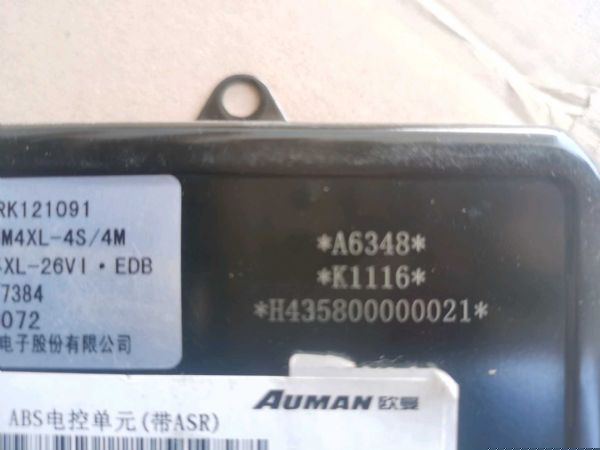 RK121091
M4XL-4S/4M
XL-26VI·EDB
7384
072
电子股份有限公司
*A6348*
*K1116*
*H435800000021*
AUMAN 欧曼
ABS电控单元(带ASR)